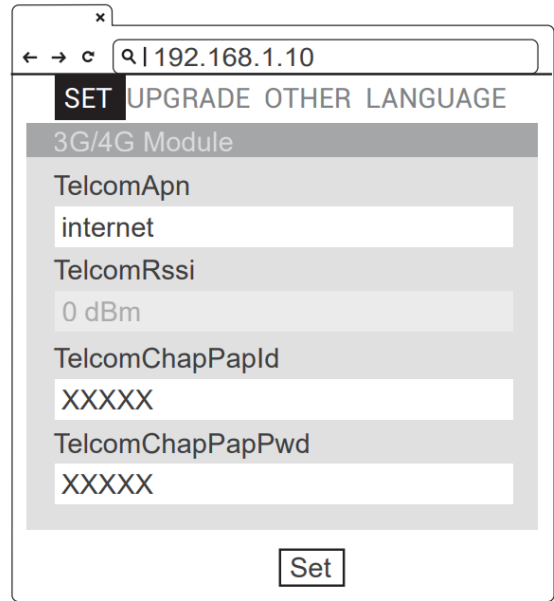 192.168.1.10
SET UPGRADE OTHER LANGUAGE
3G/4G Module
TelcomApn
internet
TelcomRssi
0 dBm
TelcomChapPapId
XXXXX
TelcomChapPapPwd
XXXXX
Set